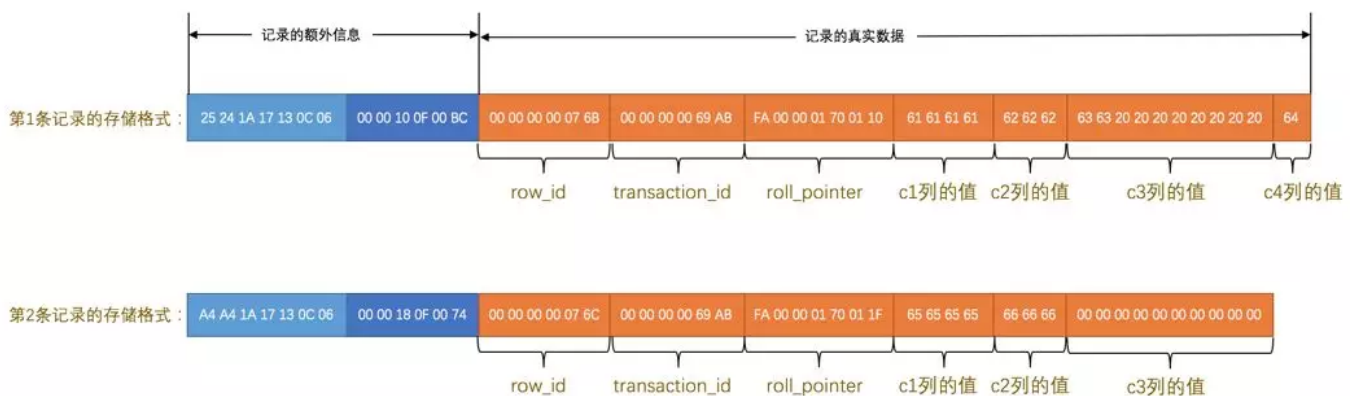 记录的额外信息 记录的真实数据
第1条记录的存储格式: 25 24 1A 17 13 0C 06 00 00 10 0F 00 BC 00 00 00 00 07 6B 00 00 00 00 69 AB FA 00 00 01 70 01 10 61 61 61 61 62 62 62 63 63 20 20 20 20 20 20 20 20 64
row_id transaction_id roll_pointer c1列的值 c2列的值 c3列的值 c4列的值
第2条记录的存储格式: A4 A4 1A 17 13 0C 06 00 00 18 0F 00 74 00 00 00 00 07 6C 00 00 00 00 69 AB FA 00 00 01 70 01 1F 65 65 65 65 66 66 66 00 00 00 00 00 00 00 00 00 00
row_id transaction_id roll_pointer c1列的值 c2列的值 c3列的值